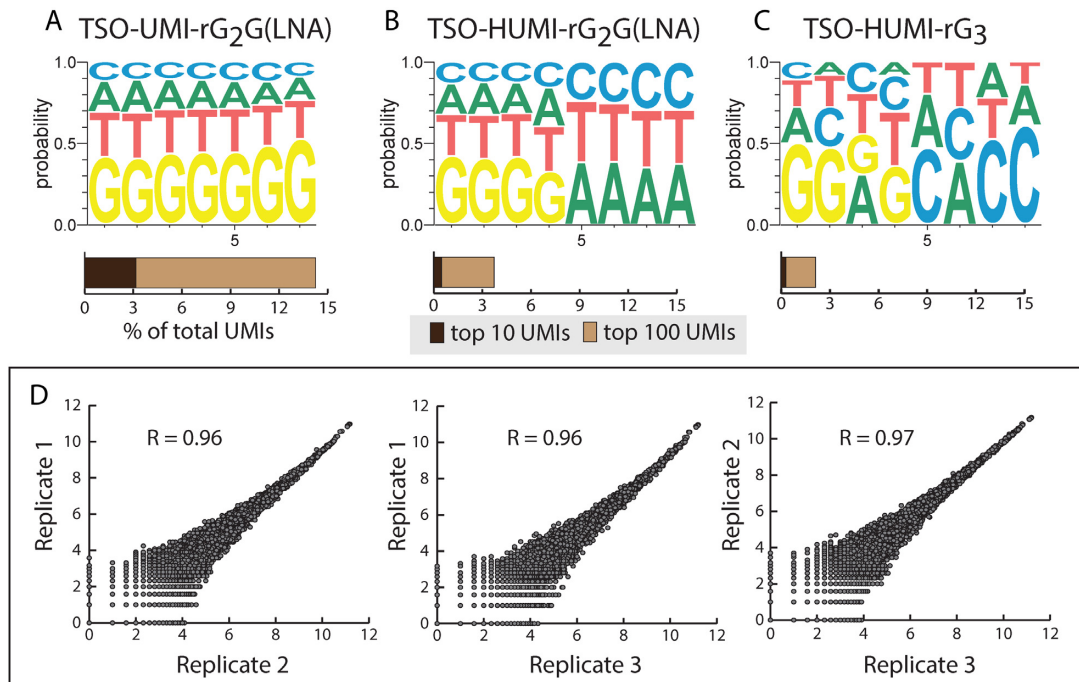 A TSO-UMI-rG2G(LNA)
probability
1.0
0.5
0.0
C C C C C C C
A A A A A A A
T T T T T T T
G G G G G G G
5
0 3 6 9 12 15
% of total UMIs
B TSO-HUMI-rG2G(LNA)
probability
1.0
0.5
0.0
C C C C C C C C
A A A A T T T T
T T T T A A A A
G G G G
5
0 3 6 9 12 15
C TSO-HUMI-rG3
probability
1.0
0.5
0.0
C A C A T T A T
T T T C A C T A
A C G T C A C C
G G A G
5
0 3 6 9 12 15
top 10 UMIs top 100 UMIs
D
Replicate 1
12
10
8
6
4
2
0
R = 0.96
0 2 4 6 8 10 12
Replicate 2
Replicate 1
12
10
8
6
4
2
0
R = 0.96
0 2 4 6 8 10 12
Replicate 3
Replicate 2
12
10
8
6
4
2
0
R = 0.97
0 2 4 6 8 10 12
Replicate 3